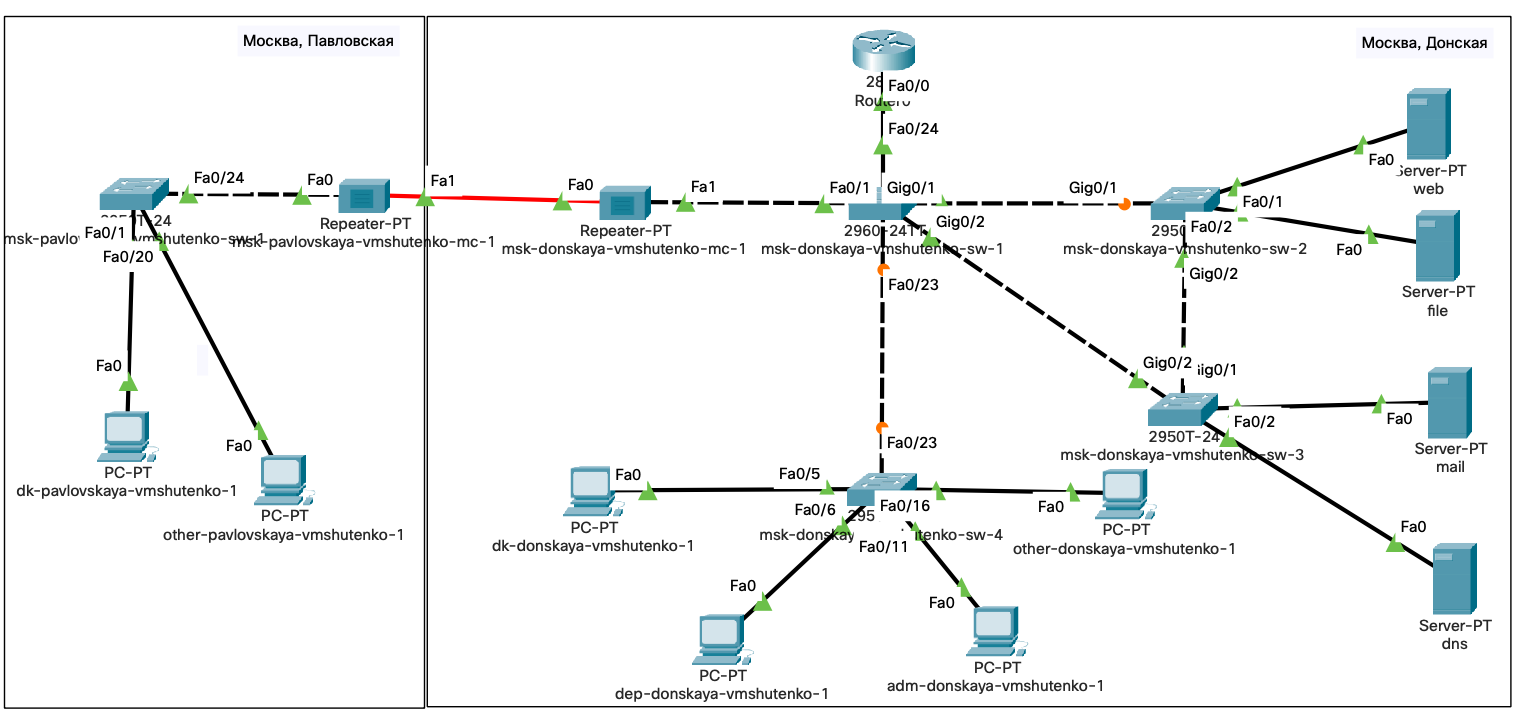 Москва, Павловская
Москва, Донская
Fa0/0
Fa0/24
Fa0/24
Fa0
Fa1
Fa0
Fa1
Fa0/1
Gig0/1
Gig0/1
Gig0/2
Repeater-PT
msk-pavlovskaya-vmshutenko-mc-1
Repeater-PT
msk-donskaya-vmshutenko-mc-1
msk-donskaya-vmshutenko-sw-1
msk-donskaya-vmshutenko-sw-2
Fa0/1
Fa0/2
Gig0/2
Fa0
web
Fa0
Server-PT
file
Fa0/1
Fa0/20
Fa0
PC-PT
dk-pavlovskaya-vmshutenko-1
Fa0
PC-PT
other-pavlovskaya-vmshutenko-1
Fa0/23
Fa0/23
Gig0/2
Fa0/2
2950T-24
msk-donskaya-vmshutenko-sw-3
Fa0
Server-PT
mail
Fa0
Server-PT
dns
Fa0
Fa0/5
PC-PT
dk-donskaya-vmshutenko-1
Fa0/6
Fa0/16
Fa0/11
Fa0
PC-PT
other-donskaya-vmshutenko-1
Fa0
PC-PT
dep-donskaya-vmshutenko-1
Fa0
PC-PT
adm-donskaya-vmshutenko-1